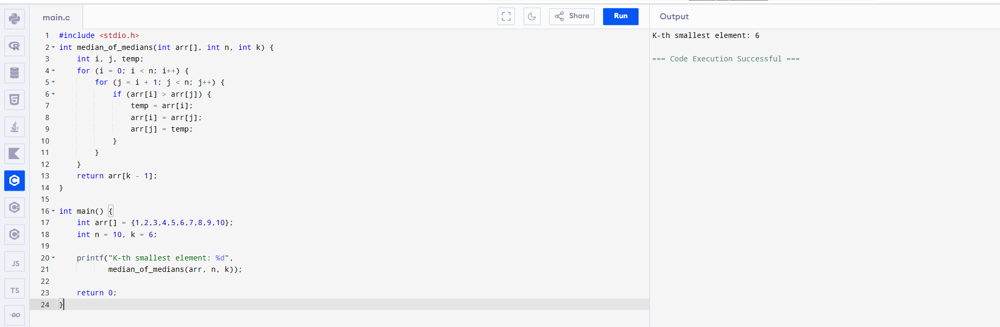 main.c
Share
Run
Output
1 #include <stdio.h>
2 int median_of_medians(int arr[], int n, int k) {
3     int i, j, temp;
4     for (i = 0; i < n; i++) {
5         for (j = i + 1; j < n; j++) {
6             if (arr[i] > arr[j]) {
7                 temp = arr[i];
8                 arr[i] = arr[j];
9                 arr[j] = temp;
10             }
11         }
12     }
13     return arr[k - 1];
14 }
15
16 int main() {
17     int arr[] = {1,2,3,4,5,6,7,8,9,10};
18     int n = 10, k = 6;
19
20     printf("K-th smallest element: %d",
21            median_of_medians(arr, n, k));
22
23     return 0;
24 }
K-th smallest element: 6
=== Code Execution Successful ===
JS
TS
GO